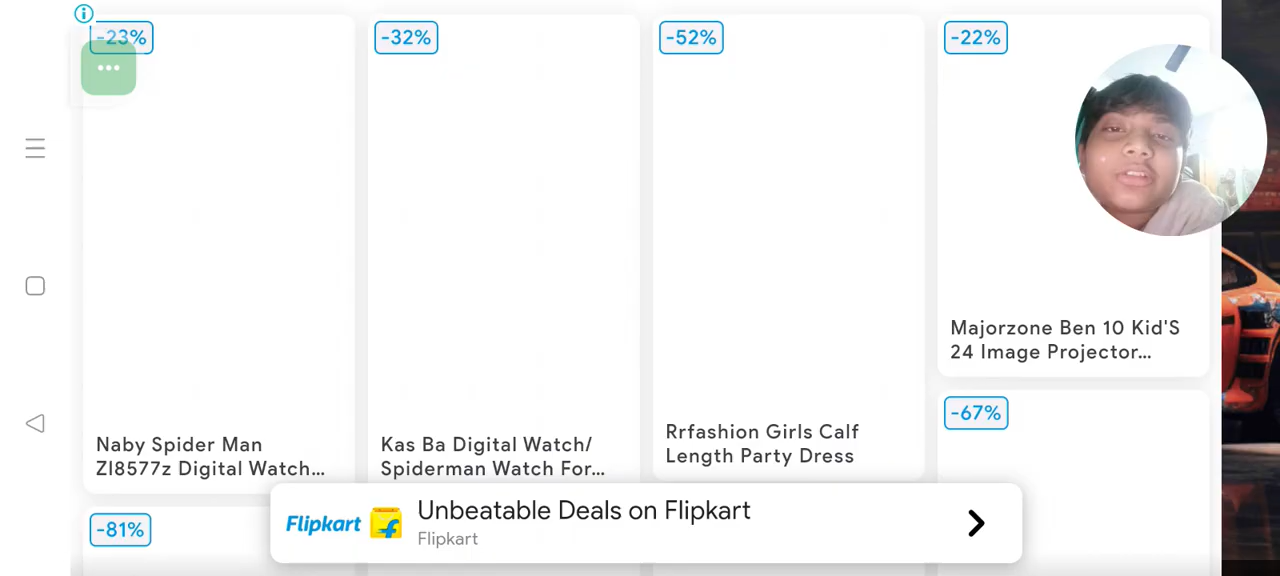 -23%
-32%
-52%
-22%
Majorzone Ben 10 Kid'S
24 Image Projector...
-67%
Naby Spider Man
Zl8577z Digital Watch...
Kas Ba Digital Watch/
Spiderman Watch For...
Rrfashion Girls Calf
Length Party Dress
-81%
Flipkart
Unbeatable Deals on Flipkart
Flipkart